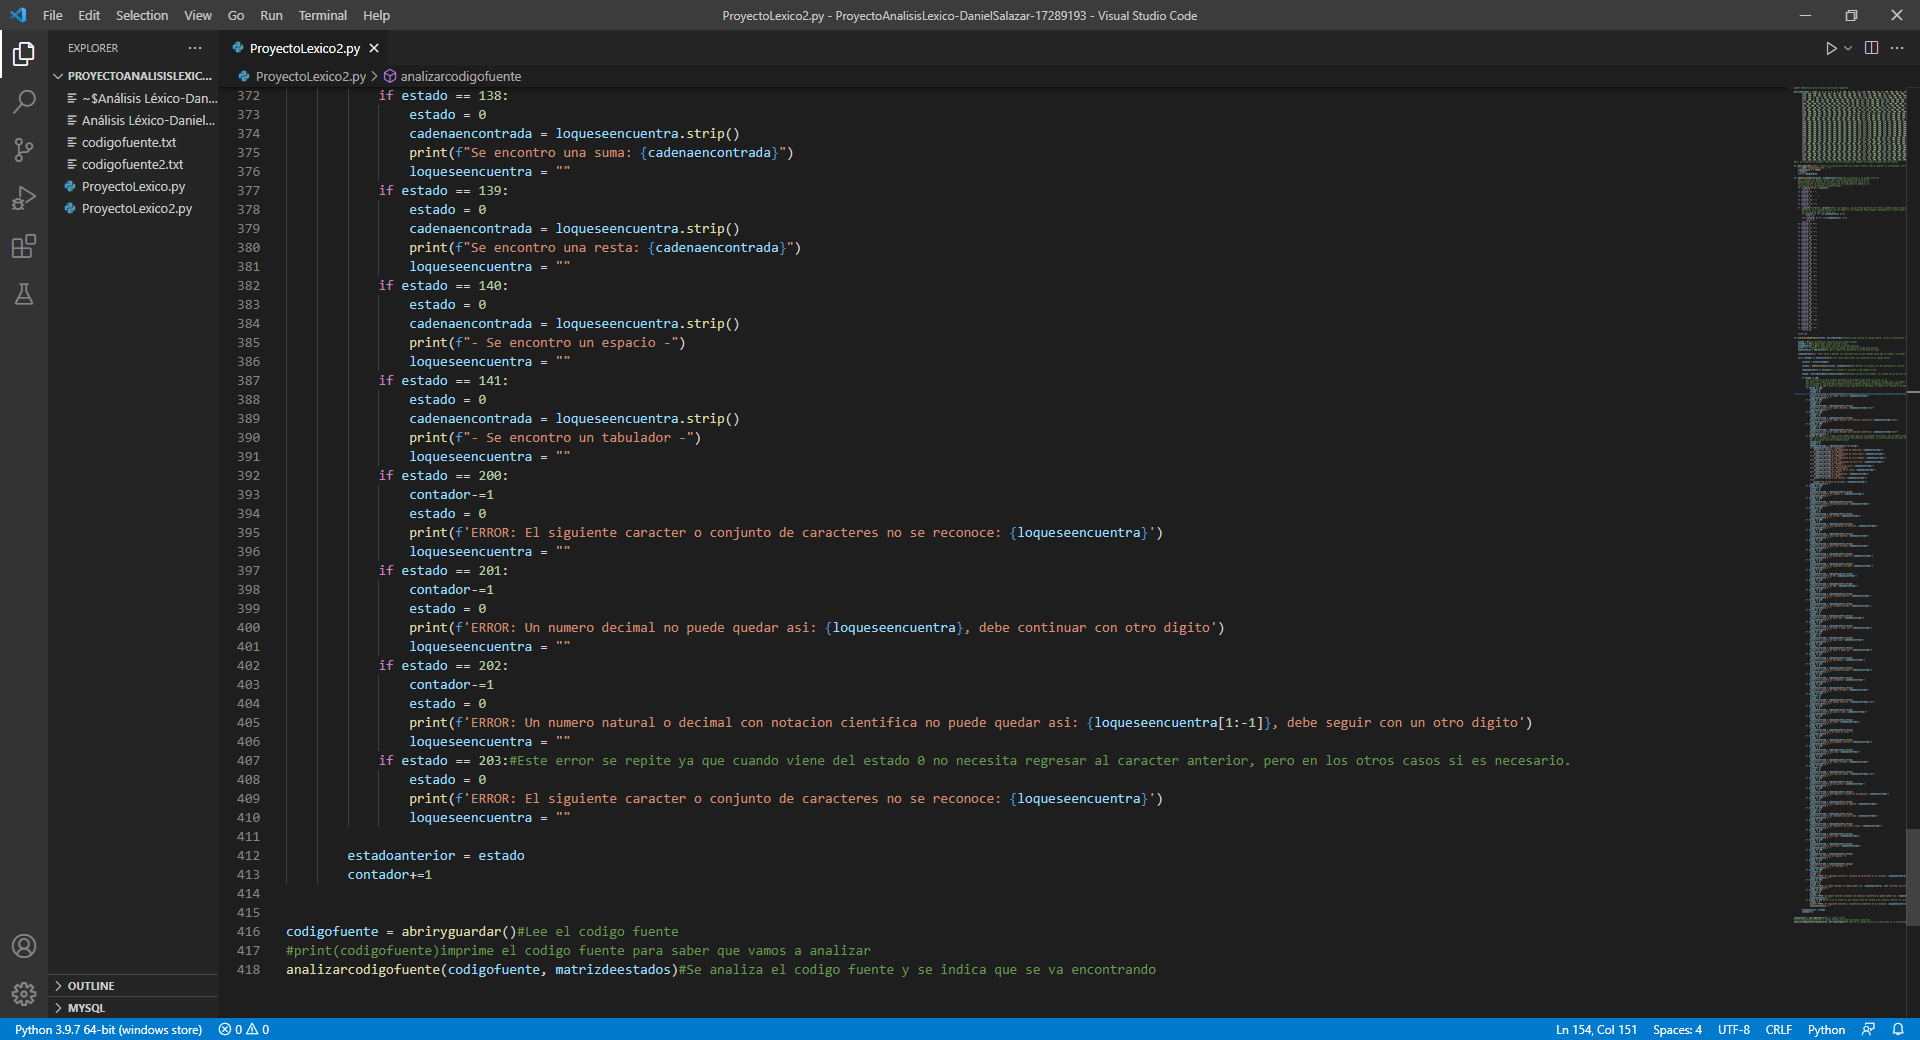 File Edit Selection View Go Run Terminal Help
ProyectoLexico2.py - ProyectoAnalisisLexico-DanielSalazar-17289193 - Visual Studio Code
EXPLORER
PROYECTOANALISISLEXIC...
~$Análisis Léxico-Dan...
Análisis Léxico-Daniel...
codigofuente.txt
codigofuente2.txt
ProyectoLexico.py
ProyectoLexico2.py
OUTLINE
MYSQL
ProyectoLexico2.py
ProyectoLexico2.py > analizarcodigofuente
372 if estado == 138:
373 estado = 0
374 cadenaencontrada = loqueseencuentra.strip()
375 print(f"Se encontro una suma: {cadenaencontrada}")
376 loqueseencuentra = ""
377 if estado == 139:
378 estado = 0
379 cadenaencontrada = loqueseencuentra.strip()
380 print(f"Se encontro una resta: {cadenaencontrada}")
381 loqueseencuentra = ""
382 if estado == 140:
383 estado = 0
384 cadenaencontrada = loqueseencuentra.strip()
385 print(f"- Se encontro un espacio -")
386 loqueseencuentra = ""
387 if estado == 141:
388 estado = 0
389 cadenaencontrada = loqueseencuentra.strip()
390 print(f"- Se encontro un tabulador -")
391 loqueseencuentra = ""
392 if estado == 200:
393 contador-=1
394 estado = 0
395 print(f'ERROR: El siguiente caracter o conjunto de caracteres no se reconoce: {loqueseencuentra}')
396 loqueseencuentra = ""
397 if estado == 201:
398 contador-=1
399 estado = 0
400 print(f'ERROR: Un numero decimal no puede quedar asi: {loqueseencuentra}, debe continuar con otro digito')
401 loqueseencuentra = ""
402 if estado == 202:
403 contador-=1
404 estado = 0
405 print(f'ERROR: Un numero natural o decimal con notacion cientifica no puede quedar asi: {loqueseencuentra[1:-1]}, debe seguir con un otro digito')
406 loqueseencuentra = ""
407 if estado == 203:#Este error se repite ya que cuando viene del estado 0 no necesita regresar al caracter anterior, pero en los otros casos si es necesario.
408 estado = 0
409 print(f'ERROR: El siguiente caracter o conjunto de caracteres no se reconoce: {loqueseencuentra}')
410 loqueseencuentra = ""
411
412 estadoanterior = estado
413 contador+=1
414
415
416 codigofuente = abriryguardar()#Lee el codigo fuente
417 #print(codigofuente)imprime el codigo fuente para saber que vamos a analizar
418 analizarcodigofuente(codigofuente, matrizdeestados)#Se analiza el codigo fuente y se indica que se va encontrando
Python 3.9.7 64-bit (windows store) 0 0 Ln 154, Col 151 Spaces: 4 UTF-8 CRLF Python